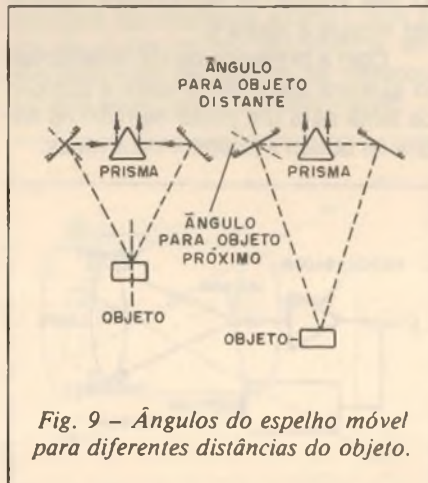 ÂNGULO
PARA OBJETO
DISTANTE
PRISMA
PRISMA
ÂNGULO
PARA OBJETO
PRÓXIMO
OBJETO
OBJETO
Fig. 9 – Ângulos do espelho móvel
para diferentes distâncias do objeto.